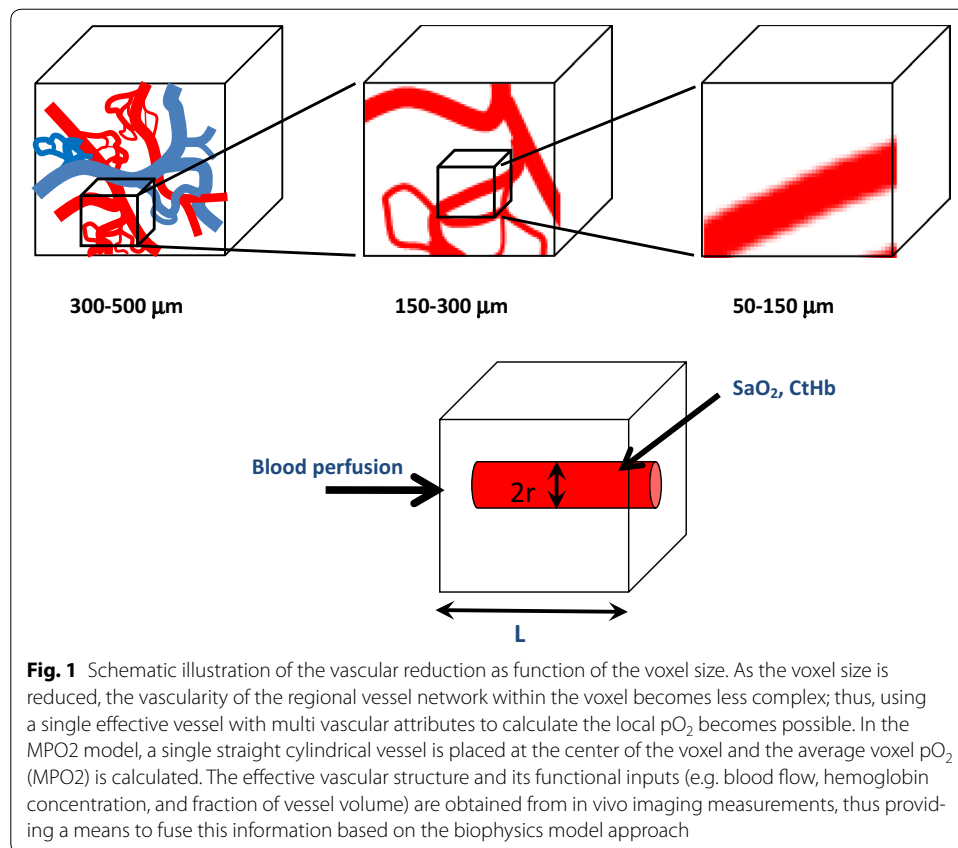 300-500 μm
150-300 μm
50-150 μm
SaO₂, CtHb
Blood perfusion
2r
L
Fig. 1 Schematic illustration of the vascular reduction as function of the voxel size. As the voxel size is
reduced, the vascularity of the regional vessel network within the voxel becomes less complex; thus, using
a single effective vessel with multi vascular attributes to calculate the local pO₂ becomes possible. In the
MPO2 model, a single straight cylindrical vessel is placed at the center of the voxel and the average voxel pO₂
(MPO2) is calculated. The effective vascular structure and its functional inputs (e.g. blood flow, hemoglobin
concentration, and fraction of vessel volume) are obtained from in vivo imaging measurements, thus provid-
ing a means to fuse this information based on the biophysics model approach